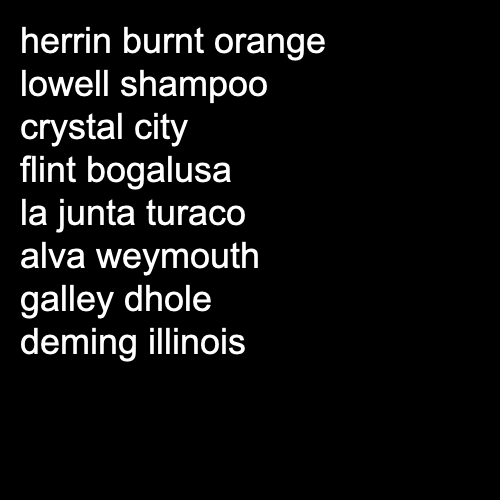 herrin burnt orange
lowell shampoo
crystal city
flint bogalusa
la junta turaco
alva weymouth
galley dhole
deming illinois